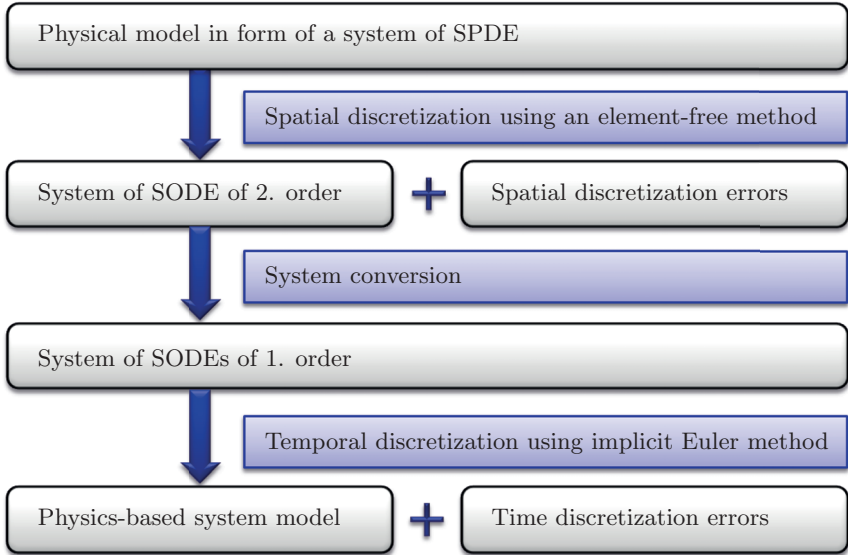 Physical model in form of a system of SPDE
Spatial discretization using an element-free method
System of SODE of 2. order
Spatial discretization errors
System conversion
System of SODEs of 1. order
Temporal discretization using implicit Euler method
Physics-based system model
Time discretization errors